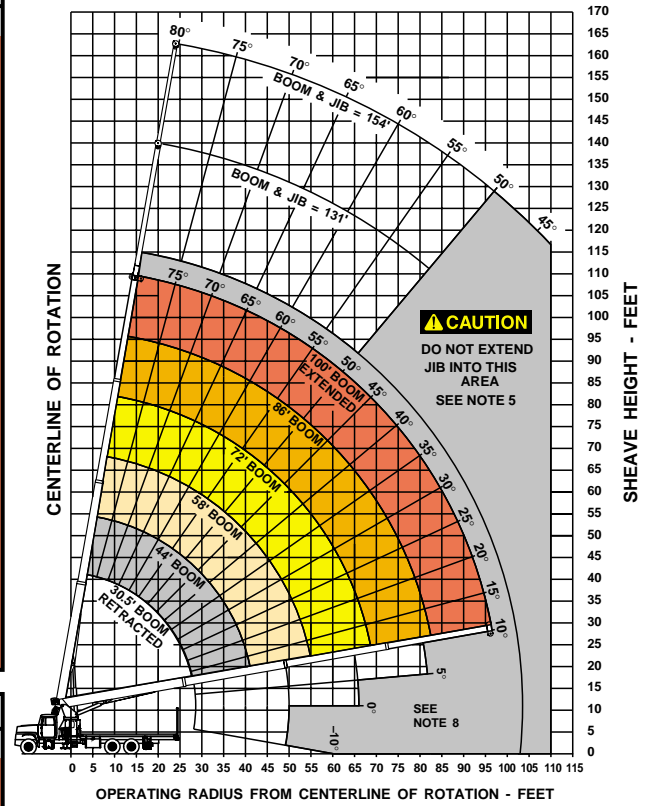 80°
75°
70°
65°
60°
55°
50°
45°
BOOM & JIB = 154'
BOOM & JIB = 131'
75°
70°
65°
60°
55°
50°
45°
40°
35°
30°
25°
20°
15°
10°
5°
0°
–10°
100' BOOM
EXTENDED
86' BOOM
72' BOOM
58' BOOM
44' BOOM
30.5' BOOM
RETRACTED
CAUTION
DO NOT EXTEND
JIB INTO THIS
AREA
SEE NOTE 5
SEE
NOTE 8
CENTERLINE OF ROTATION
SHEAVE HEIGHT - FEET
170
165
160
155
150
145
140
135
130
125
120
115
110
105
100
95
90
85
80
75
70
65
60
55
50
45
40
35
30
25
20
15
10
5
0
0 5 10 15 20 25 30 35 40 45 50 55 60 65 70 75 80 85 90 95 100 105 110 115
OPERATING RADIUS FROM CENTERLINE OF ROTATION - FEET